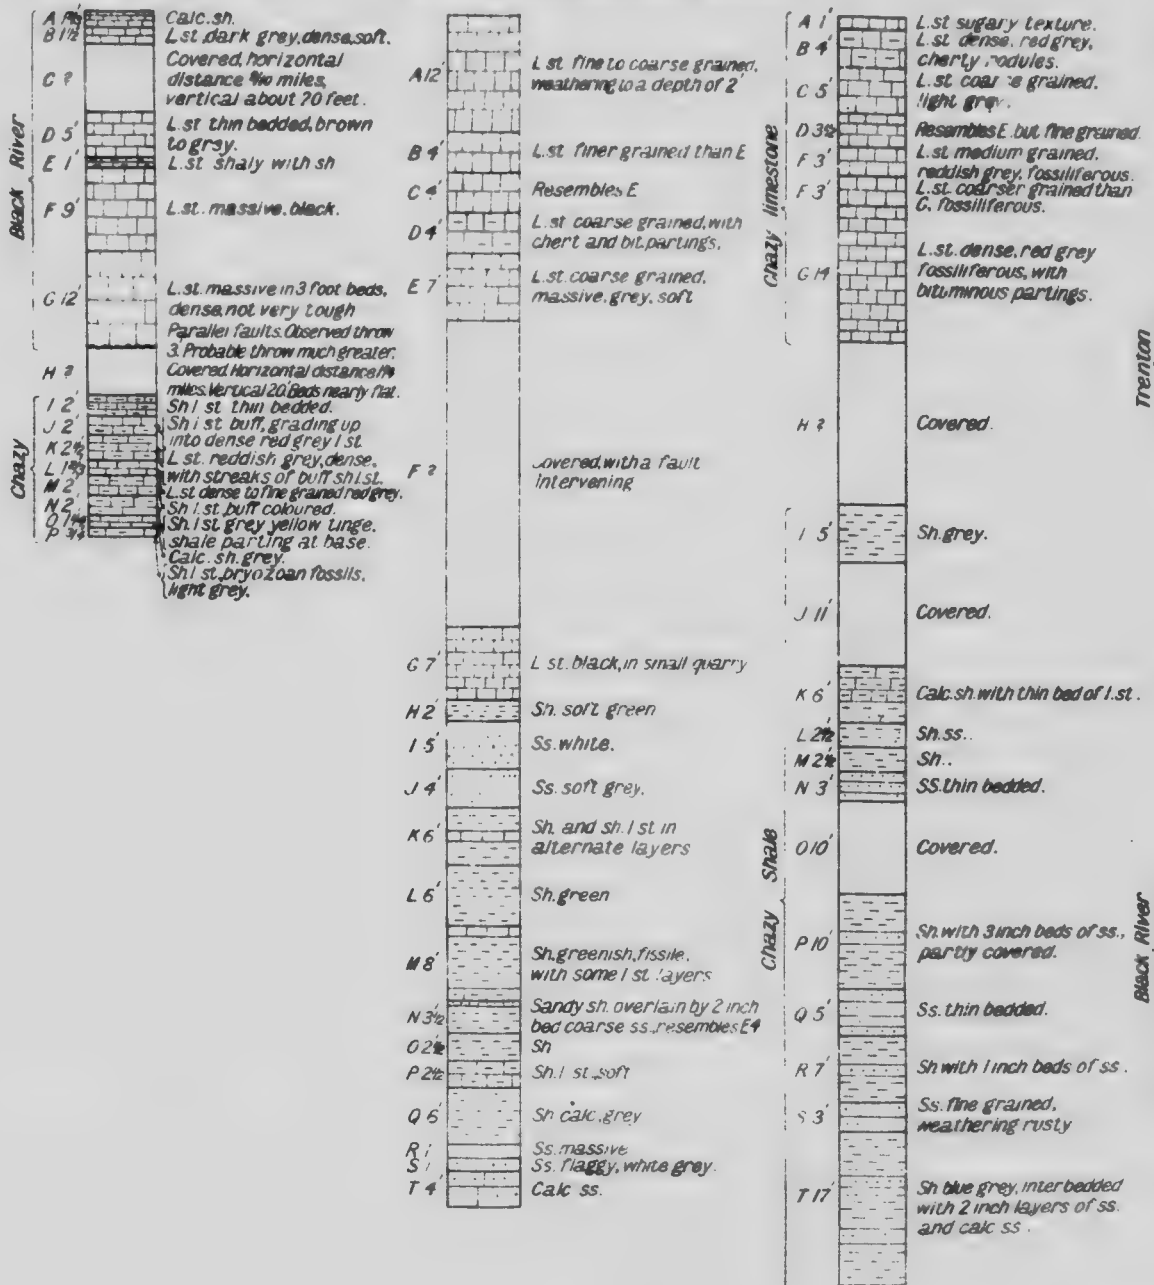 Black River
Calc. sh.
B 1½' L.st. dark grey, dense, soft.
C ? Covered, horizontal
distance miles,
vertical about 20 feet.
D 5' L.st thin bedded, brown
to grey.
E 1' L.st shaly with sh
F 9' L.st. massive, black.
G 12' L.st. massive in 3 foot beds,
dense, not very tough
Parallel faults. Observed throw
3. Probable throw much greater.
H ? Covered. Horizontal distance
miles. Vertical 20' Beds nearly flat.
Chazy
I 2' Sh l st thin bedded.
J 2' Sh l st buff, grading up
into dense red grey l st
K 2½' L st. reddish grey, dense,
with streaks of buff sh l st.
L L.st dense to fine grained red grey.
M 2' Sh l st. buff coloured.
N 2' Sh. l st grey yellow tinge,
shale parting at base.
O Calc. sh. grey.
P 3/4' Sh l st. bryozoan fossils,
light grey.
A 12' L st fine to coarse grained,
weathering to a depth of 2'
B 4' L.st finer grained than E
C 4' Resembles E
D 4' L.st coarse grained, with
chert and bit. partings.
E 7' L.st coarse grained,
massive, grey, soft
F ? Covered, with a fault
intervening
G 7' L st. black, in small quarry
H 2' Sh. soft green
I 5' Ss. white.
J 4' Ss. soft grey.
K 6' Sh. and sh. l st in
alternate layers
L 6' Sh. green
M 8' Sh. greenish, fissile,
with some l st layers
N 3½' Sandy sh. overlain by 2 inch
bed coarse ss. resembles E4
O 2½' Sh
P 2½' Sh. l st. soft
Q 6' Sh calc. grey
R 1' Ss. massive
S 1' Ss. flaggy, white grey.
T 4' Calc ss.
Chazy limestone
A 1' L.st sugary texture.
B 4' L.st dense, red grey,
cherty nodules.
C 5' L.st coarse grained,
light grey.
D 3½' Resembles E. but fine grained.
F 3' L.st medium grained,
reddish grey, fossiliferous.
F 3' L.st. coarser grained than
G. fossiliferous.
G 14' L.st. dense, red grey
fossiliferous, with
bituminous partings.
H ? Covered.
Chazy Shale
I 5' Sh. grey.
J 11' Covered.
K 6' Calc. sh. with thin bed of l.st.
L 2½' Sh. ss..
M 2½' Sh..
N 3' SS. thin bedded.
O 10' Covered.
P 10' Sh. with 3 inch beds of ss.,
partly covered.
Q 5' Ss. thin bedded.
R 7' Sh with 1 inch beds of ss.
S 3' Ss. fine grained,
weathering rusty
T 17' Sh blue grey, inter bedded
with 2 inch layers of ss.
and calc ss.
Trenton
Black River